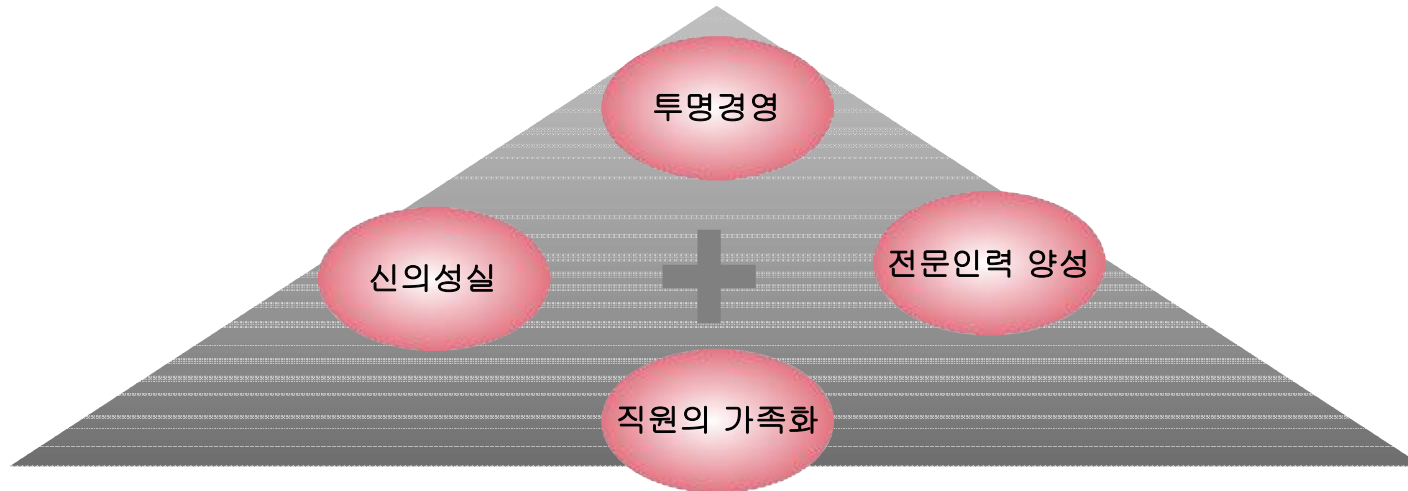 투명경영
신의성실
전문인력 양성
직원의 가족화